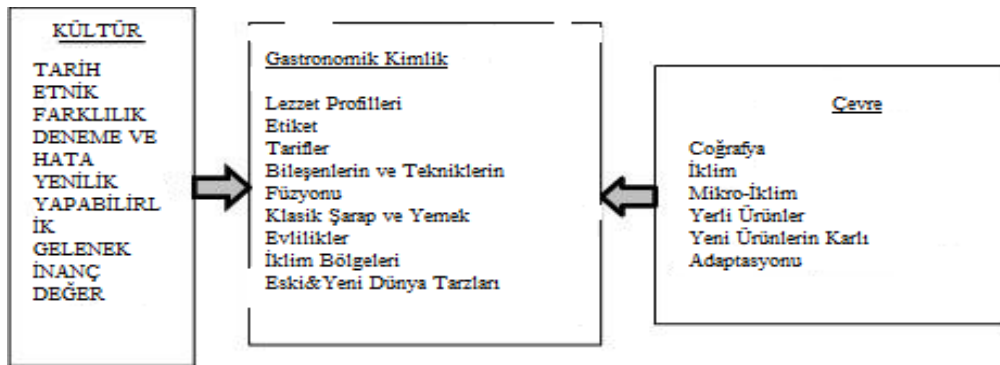 KÜLTÜR
TARİH
ETNİK
FARKLILIK
DENEME VE
HATA
YENİLİK
YAPABİLİRL
İK
GELENEK
İNANÇ
DEĞER
Gastronomik Kimlik
Lezzet Profilleri
Etiket
Tarifler
Bileşenlerin ve Tekniklerin
Füzyonu
Klasik Şarap ve Yemek
Evlilikler
İklim Bölgeleri
Eski&Yeni Dünya Tarzları
Çevre
Coğrafya
İklim
Mikro-İklim
Yerli Ürünler
Yeni Ürünlerin Karlı
Adaptasyonu